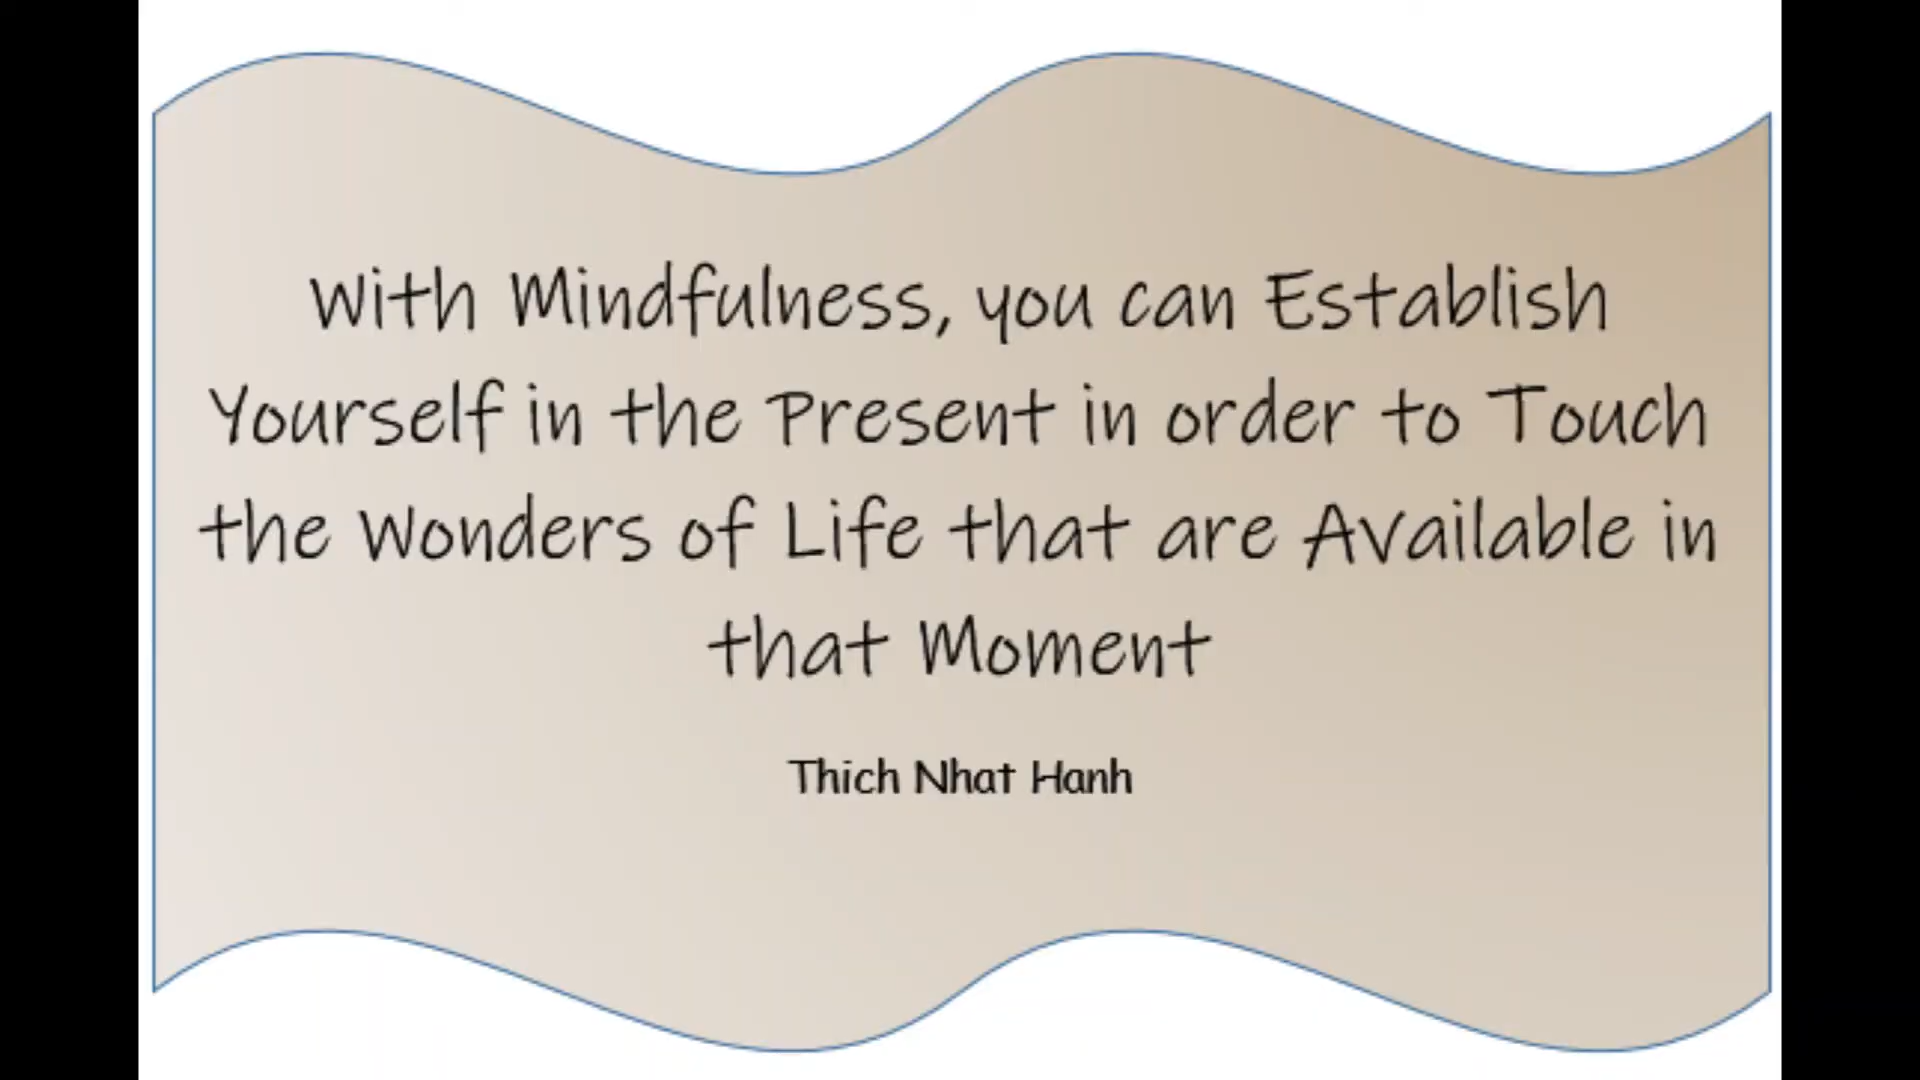 With Mindfulness, you can Establish
Yourself in the Present in order to Touch
the Wonders of Life that are Available in
that Moment
Thich Nhat Hanh